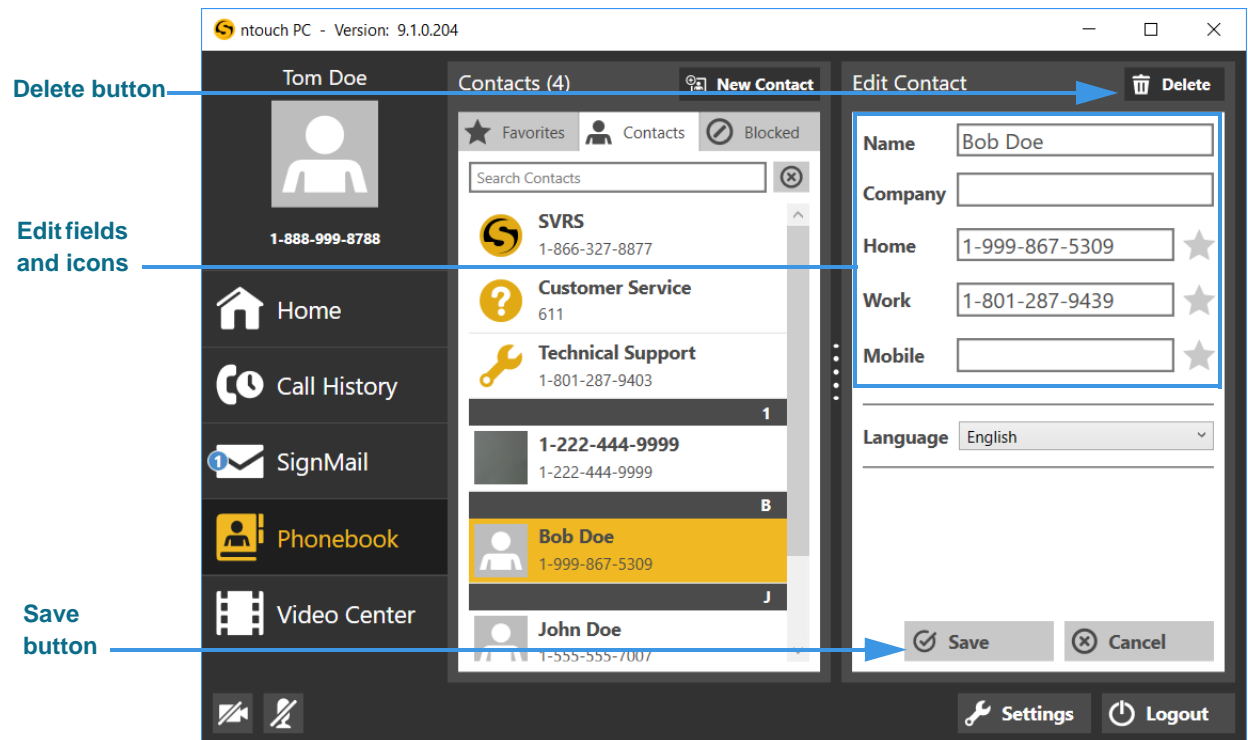 ntouch PC - Version: 9.1.0.204
Delete button
Edit fields
and icons
Save
button
Tom Doe
1-888-999-8788
Home
Call History
1
SignMail
Phonebook
Video Center
Contacts (4)
New Contact
Favorites
Contacts
Blocked
Search Contacts
SVRS
1-866-327-8877
?
Customer Service
611
Technical Support
1-801-287-9403
1
1-222-444-9999
1-222-444-9999
B
Bob Doe
1-999-867-5309
J
John Doe
1-555-555-7007
Edit Contact
Delete
Name
Bob Doe
Company
Home
1-999-867-5309
Work
1-801-287-9439
Mobile
Language
English
Save
Cancel
Settings
Logout